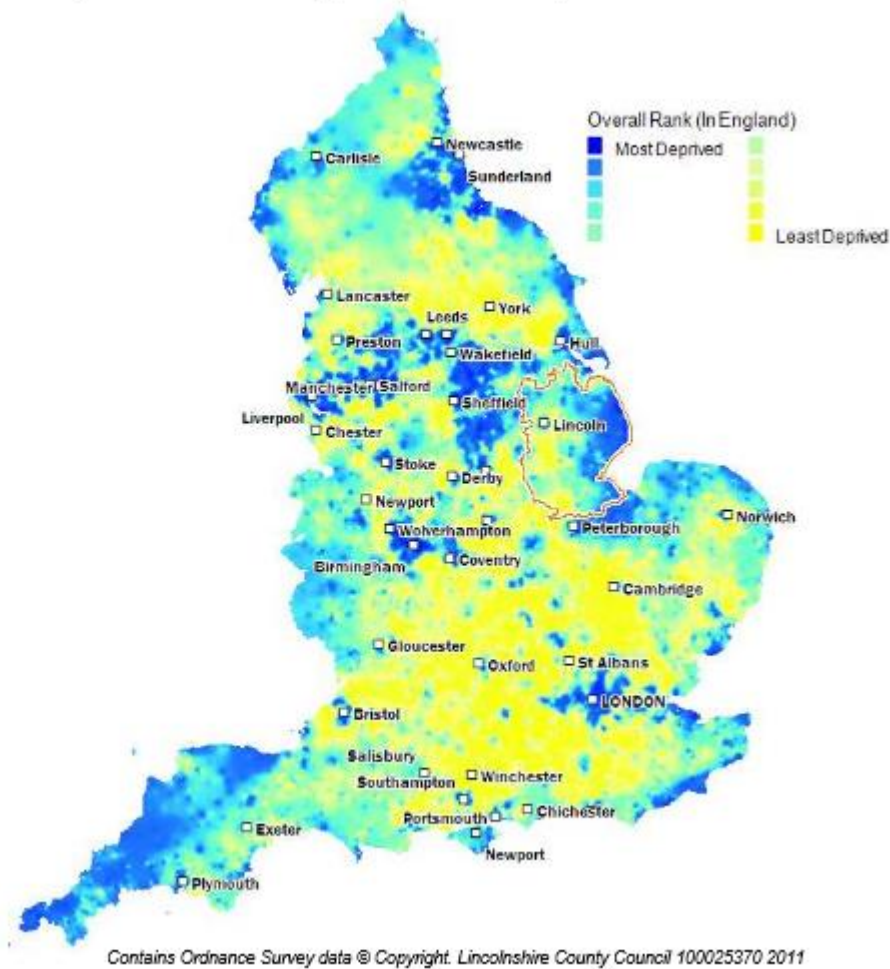 Overall Rank (In England)
Most Deprived
Least Deprived
Newcastle
Carlisle
Sunderland
Lancaster
York
Leeds
Preston
Hull
Wakefield
Manchester
Salford
Sheffield
Liverpool
Lincoln
Chester
Stoke
Derby
Newport
Norwich
Wolverhampton
Peterborough
Birmingham
Coventry
Cambridge
Gloucester
Oxford
St Albans
LONDON
Bristol
Salisbury
Winchester
Southampton
Chichester
Portsmouth
Exeter
Newport
Plymouth
Contains Ordnance Survey data © Copyright. Lincolnshire County Council 100025370 2011